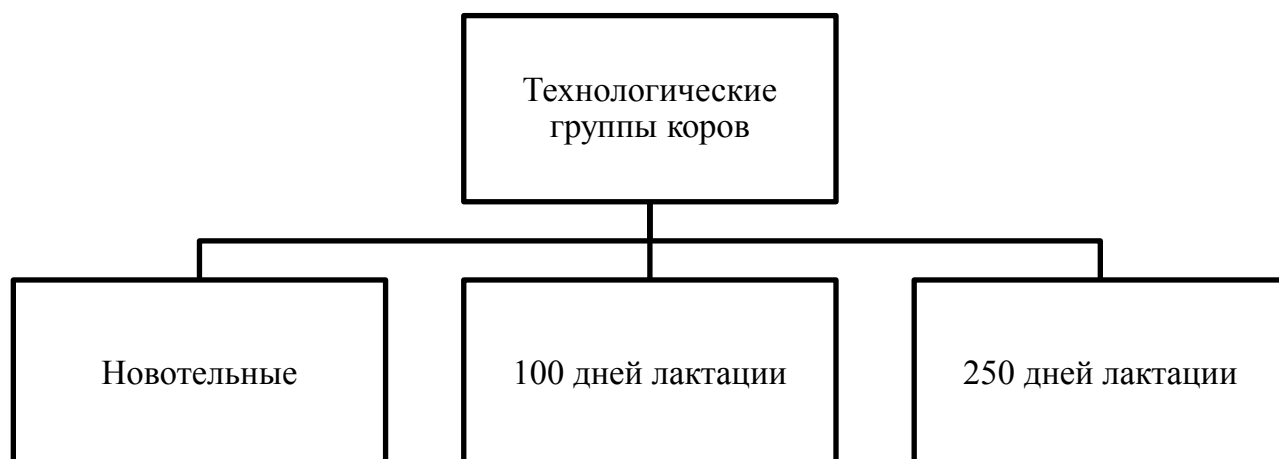 Технологические
группы коров
Новотельные
100 дней лактации
250 дней лактации